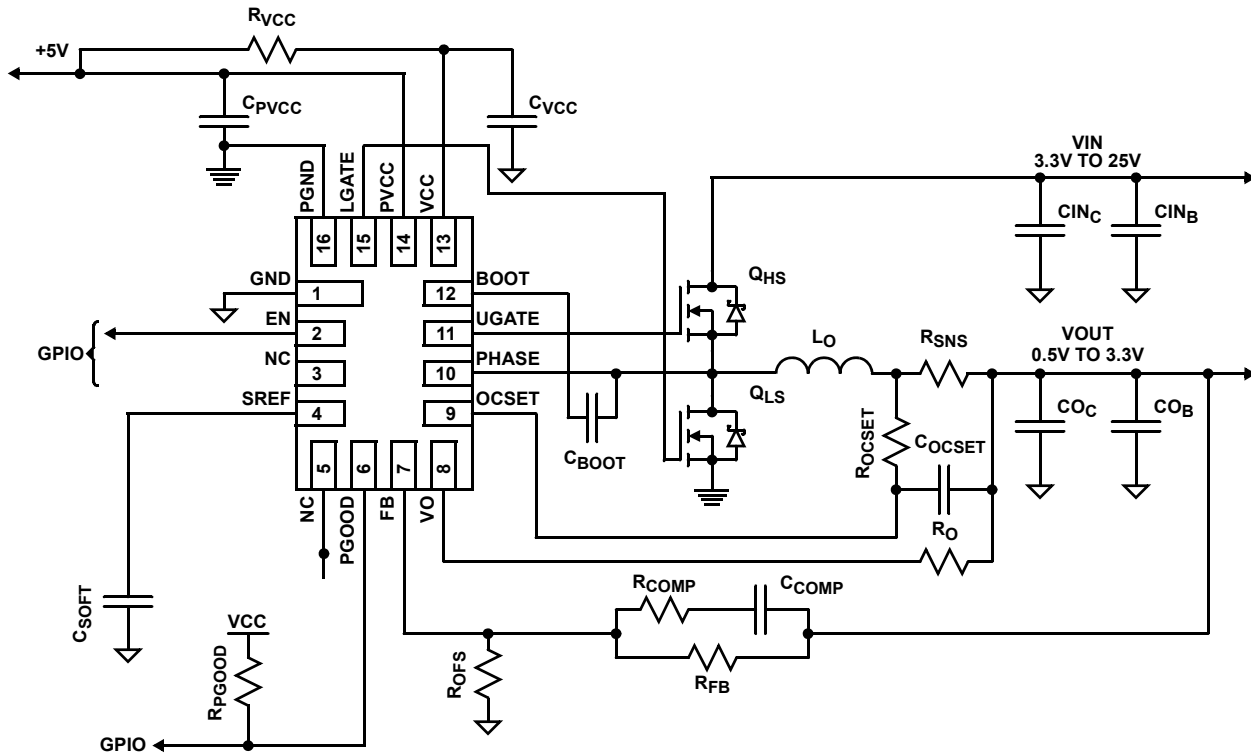 RVCC
+5V
CPVCC
CVCC
VIN
3.3V TO 25V
PGND
LGATE
PVCC
VCC
16
15
14
13
CINC
CINB
GND
1
12
BOOT
QHS
EN
2
11
UGATE
GPIO
NC
3
10
PHASE
LO
RSNS
VOUT
0.5V TO 3.3V
SREF
4
9
OCSET
QLS
CBOOT
ROCSET
COCSET
COC
COB
5
6
7
8
NC
PGOOD
FB
VO
RO
CSOFT
RCOMP
CCOMP
VCC
RPGOOD
ROFS
RFB
GPIO